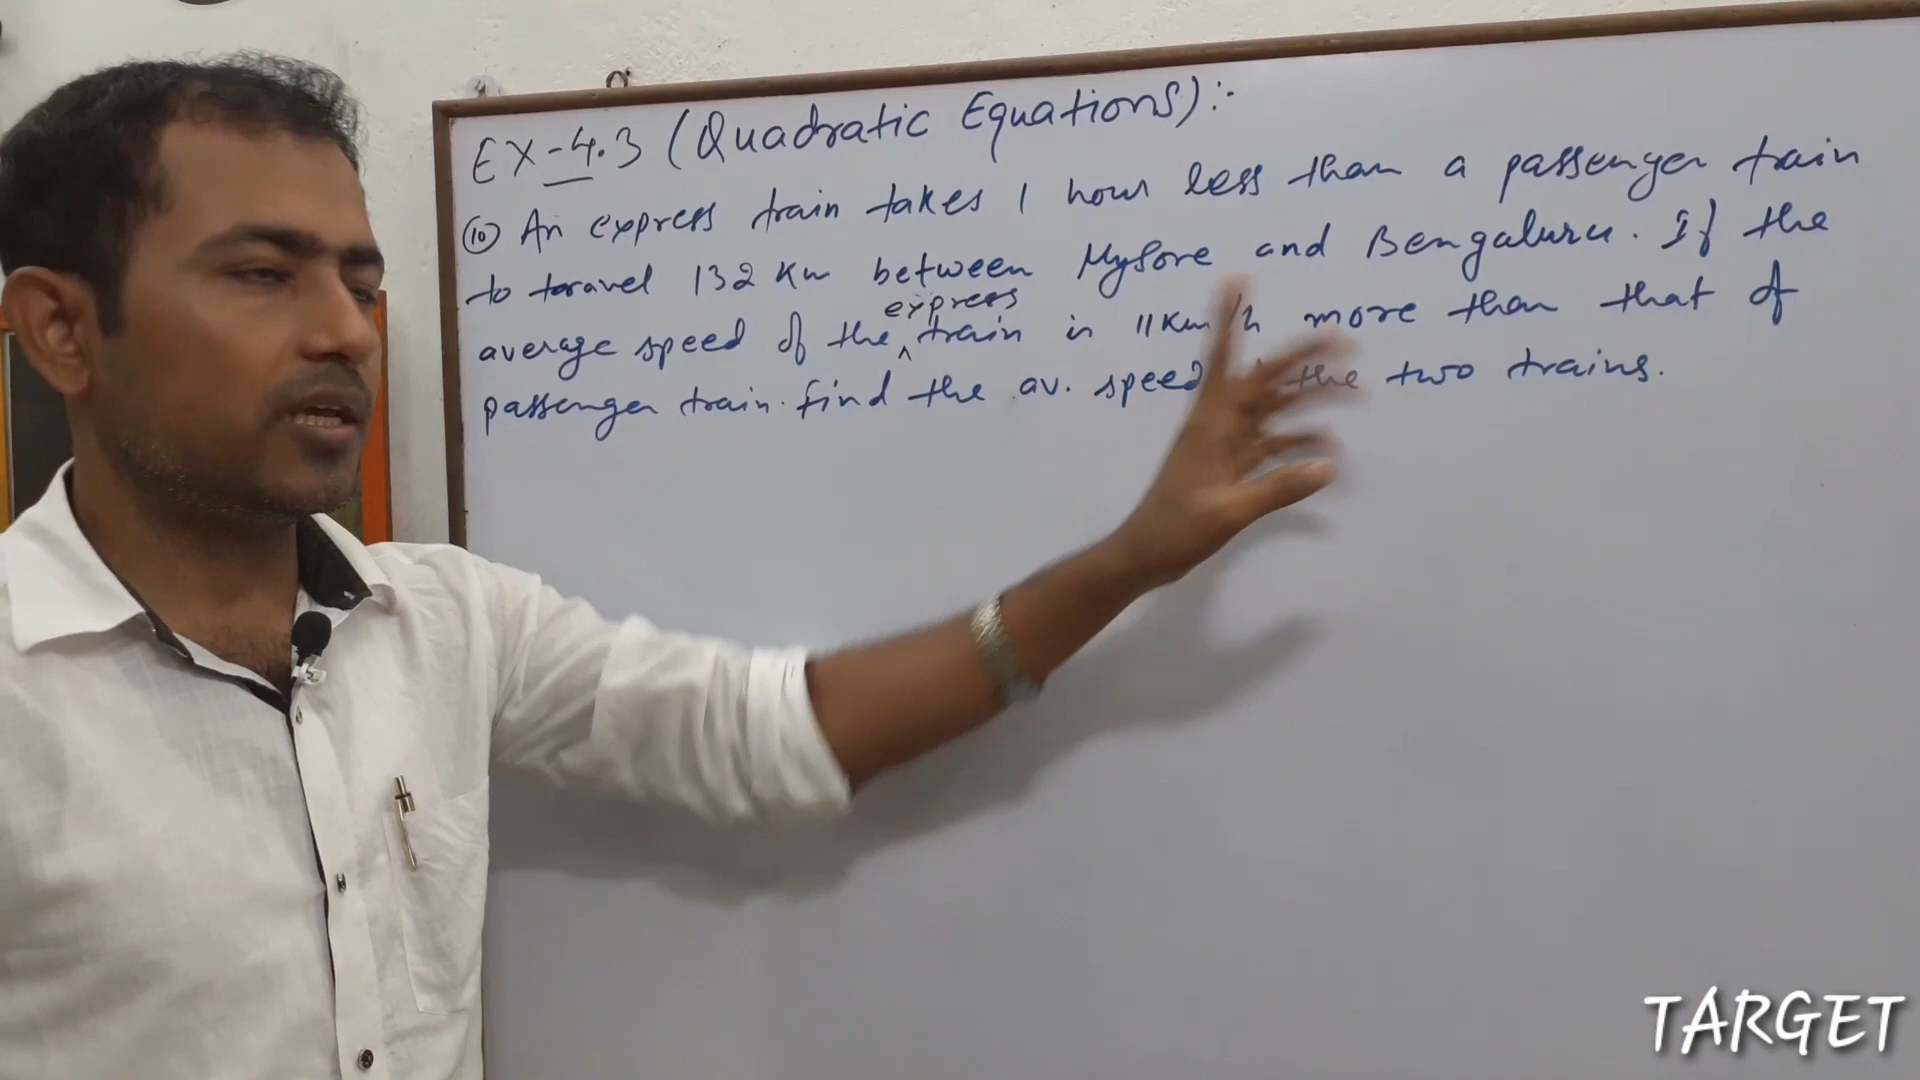 EX-4.3 (Quadratic Equations):-
⑩ An express train takes 1 hour less than a passenger train
to travel 132 Km between Mysore and Bengaluru. If the
average speed of the express train is 11 Km/h more than that of
passenger train. find the av. speed the two trains.
TARGET